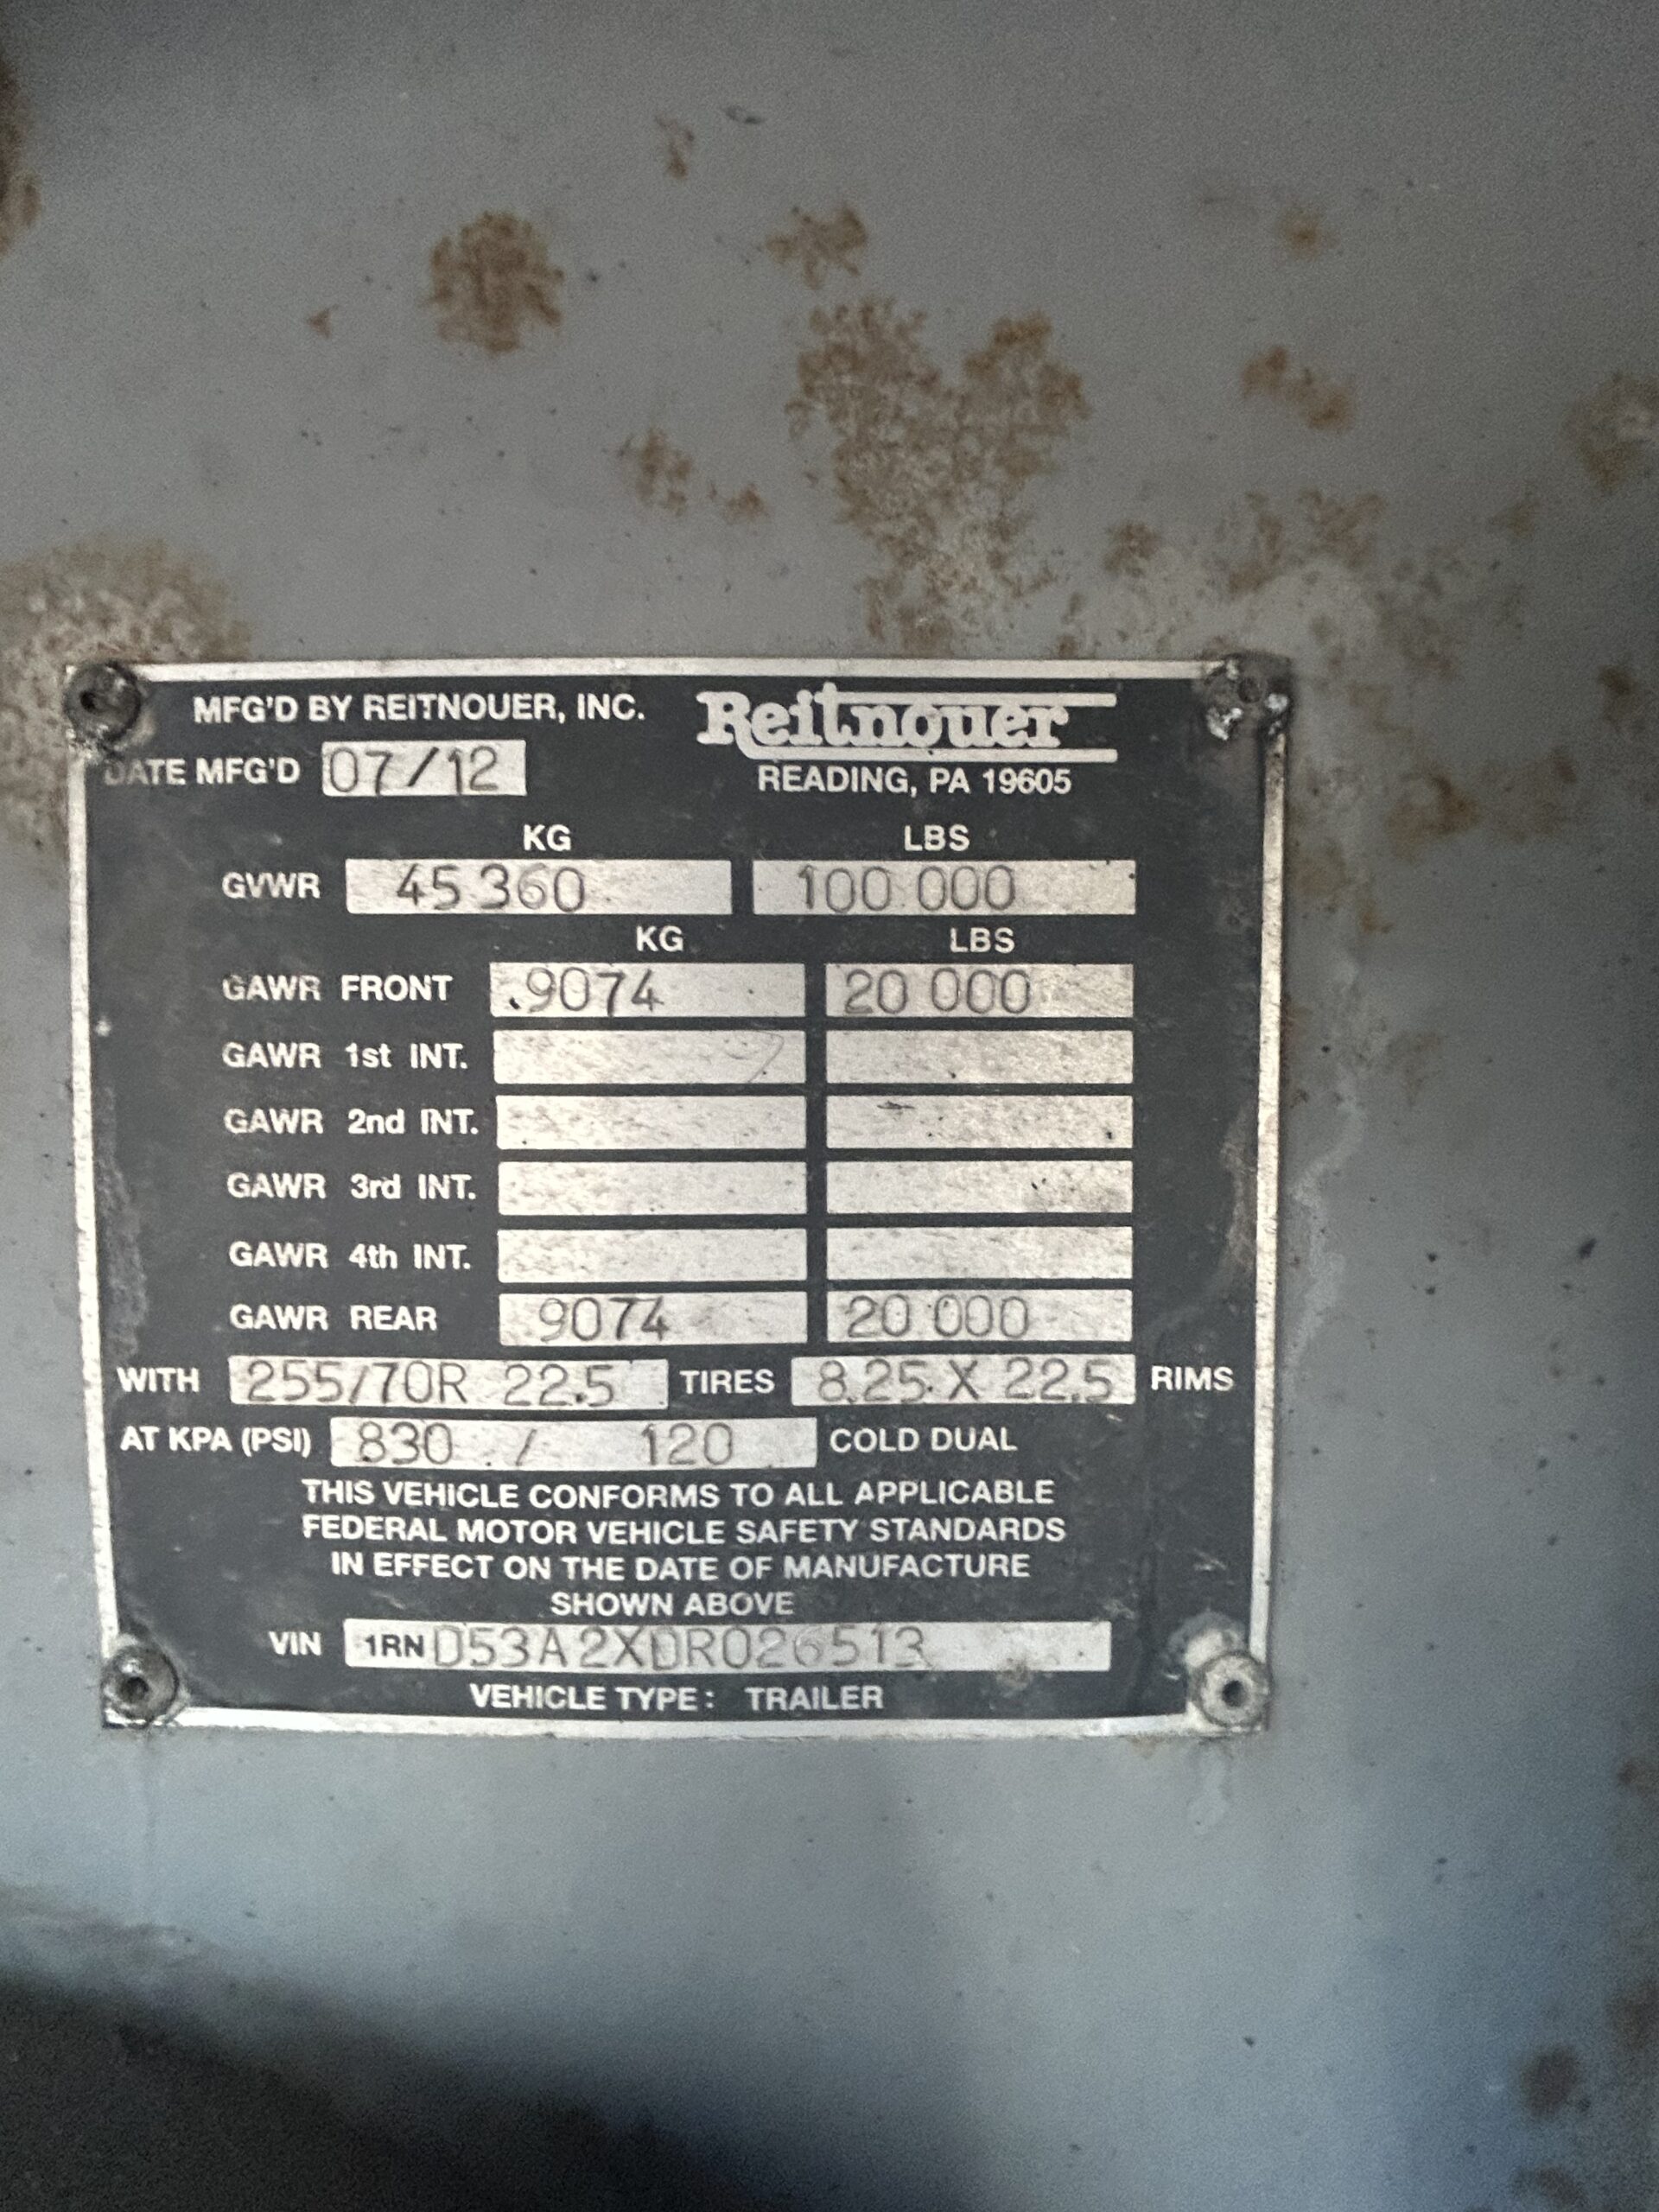 MFG'D BY REITNOUER, INC. Reitnouer
DATE MFG'D 07/12 READING, PA 19605
KG LBS
GVWR 45 360 100 000
KG LBS
GAWR FRONT 9074 20 000
GAWR 1st INT.
GAWR 2nd INT.
GAWR 3rd INT.
GAWR 4th INT.
GAWR REAR 9074 20 000
WITH 255/70R 22.5 TIRES 8.25 X 22.5 RIMS
AT KPA (PSI) 830 / 120 COLD DUAL
THIS VEHICLE CONFORMS TO ALL APPLICABLE
FEDERAL MOTOR VEHICLE SAFETY STANDARDS
IN EFFECT ON THE DATE OF MANUFACTURE
SHOWN ABOVE
VIN 1RND53A2XDR026513
VEHICLE TYPE: TRAILER